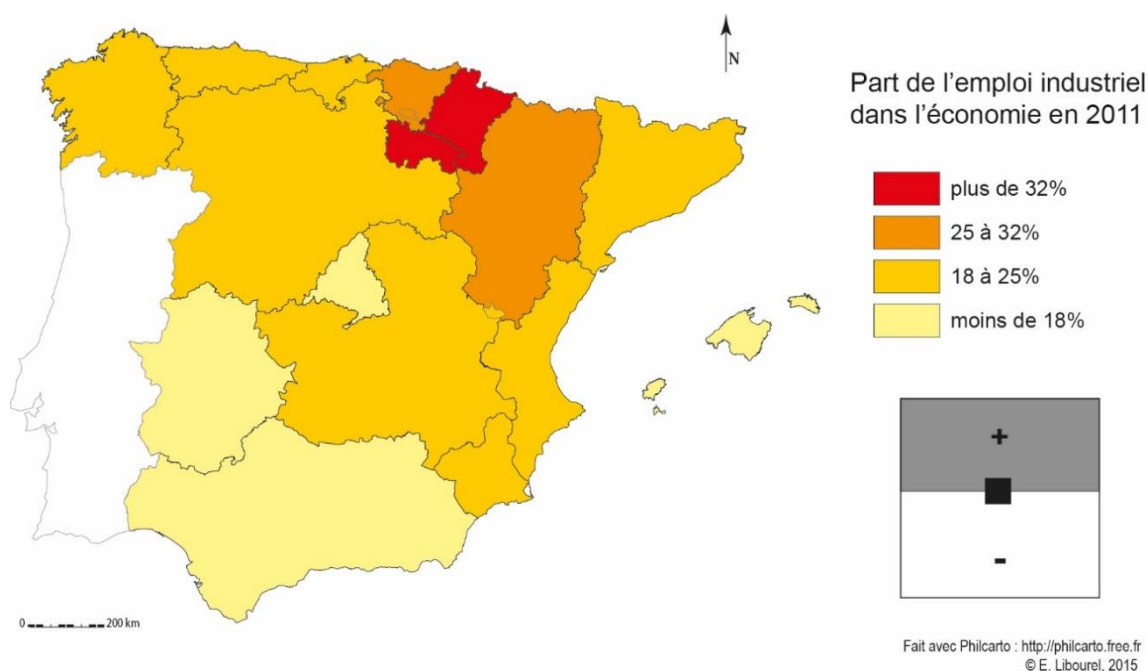 N
Part de l'emploi industriel
dans l'économie en 2011
plus de 32%
25 à 32%
18 à 25%
moins de 18%
+
-
0 200 km
Fait avec Philcarto : http://philcarto.free.fr
© E. Libourel, 2015